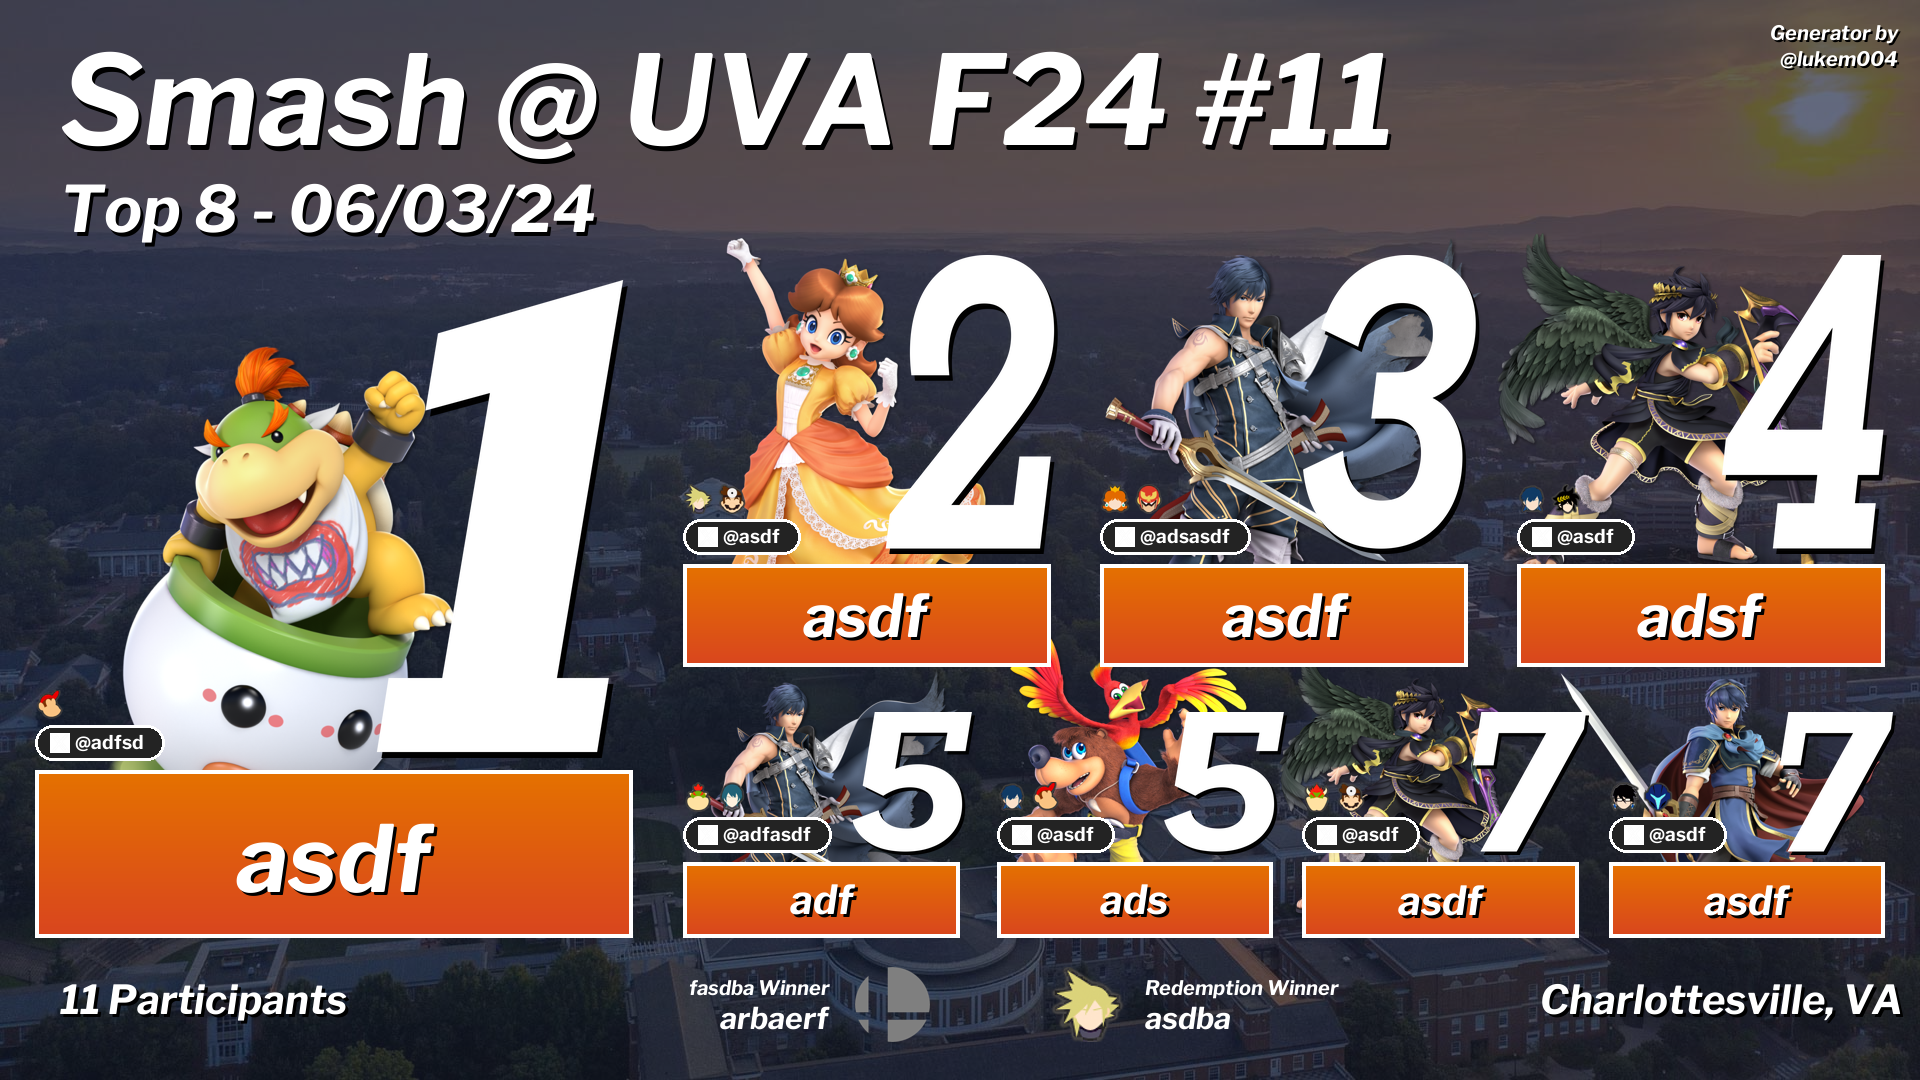 Smash @ UVA F24 #11
Generator by
@lukem004
Top 8 - 06/03/24
1
@adfsd
asdf
2
@asdf
asdf
3
@adsasdf
asdf
4
@asdf
adsf
5
@adfasdf
adf
5
@asdf
ads
7
@asdf
asdf
7
@asdf
asdf
11 Participants
fasdba Winner
arbaerf
Redemption Winner
asdba
Charlottesville, VA